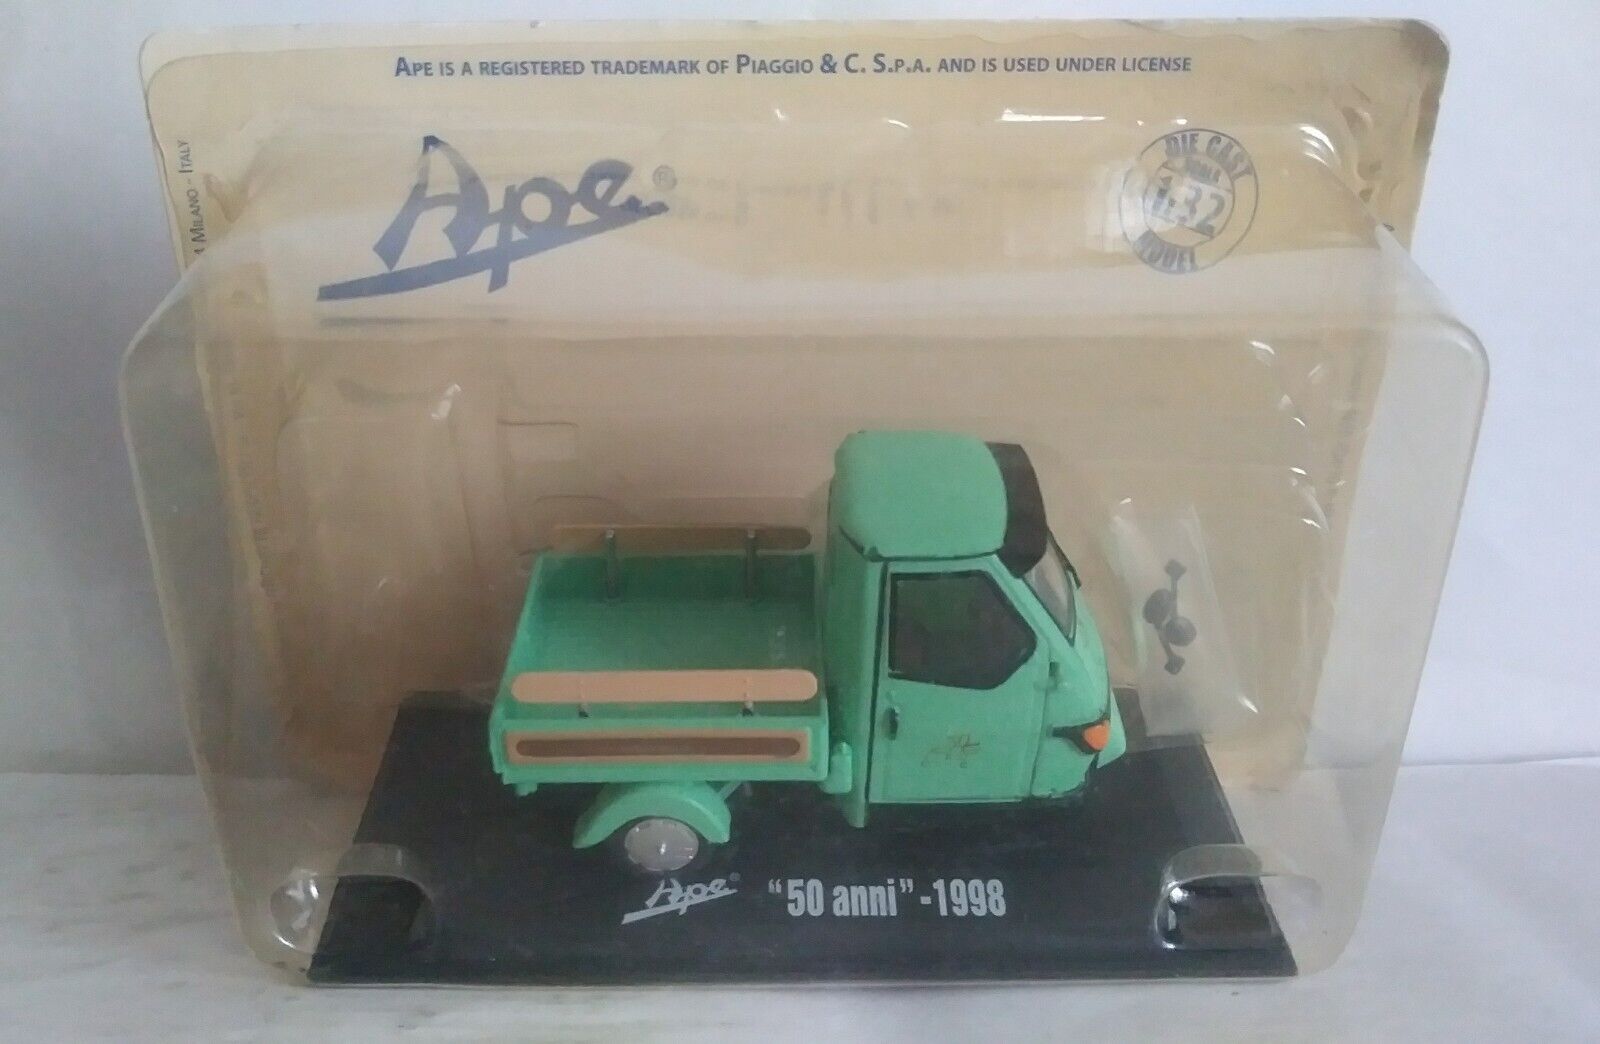 APE IS A REGISTERED TRADEMARK OF PIAGGIO & C. S.P.A. AND IS USED UNDER LICENSE
Ape®
DIE CAST
SCALA
1:32
MODEL
MILANO - ITALY
Ape® "50 anni"-1998